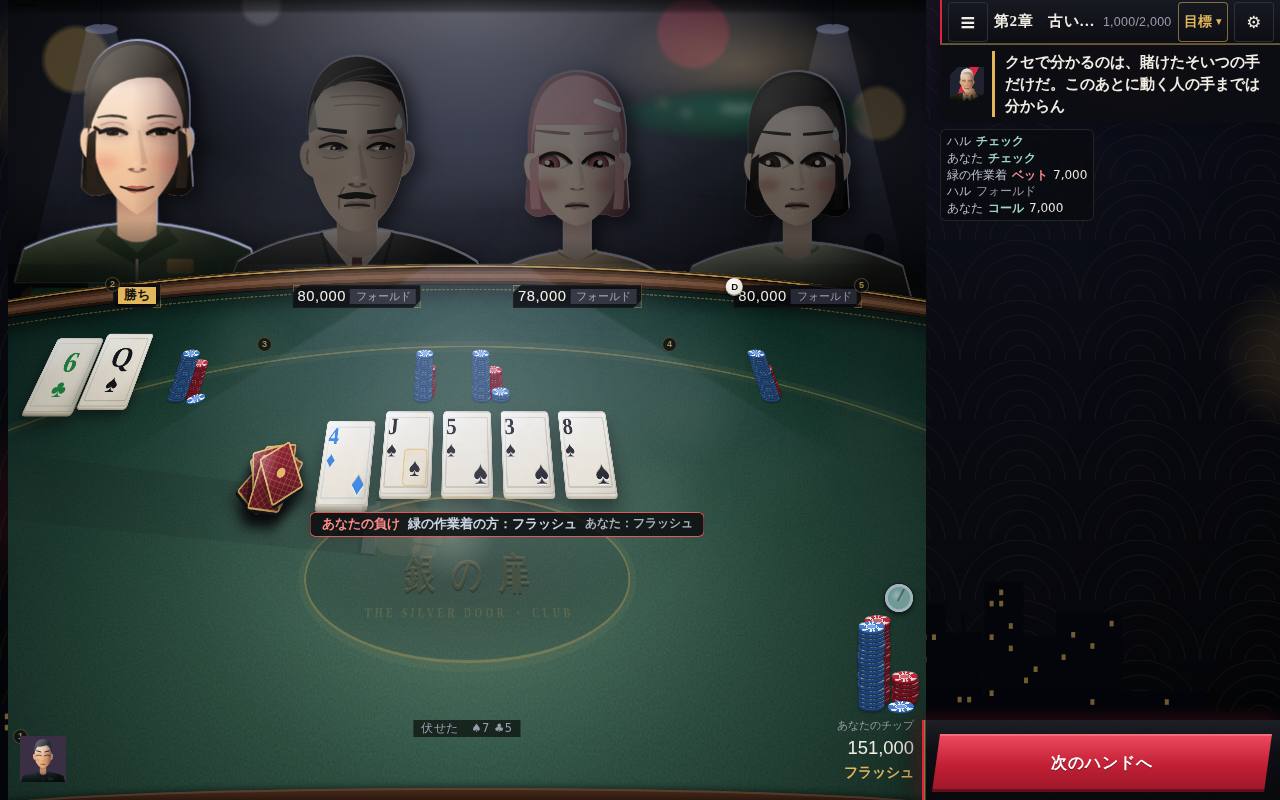 第2章 古い… 1,000/2,000 目標▼
クセで分かるのは、賭けたそいつの手
だけだ。このあとに動く人の手までは
分からん
ハル チェック
あなた チェック
緑の作業着 ベット 7,000
ハル フォールド
あなた コール 7,000
2 勝ち
80,000 フォールド
78,000 フォールド
D 80,000 フォールド 5
3
4
6♣ Q♠
4♦ J♠ 5♠ 3♠ 8♠
あなたの負け 緑の作業着の方：フラッシュ あなた：フラッシュ
銀の扉
THE SILVER DOOR · CLUB
伏せた ♠7 ♣5
1
あなたのチップ
151,000
フラッシュ
次のハンドへ